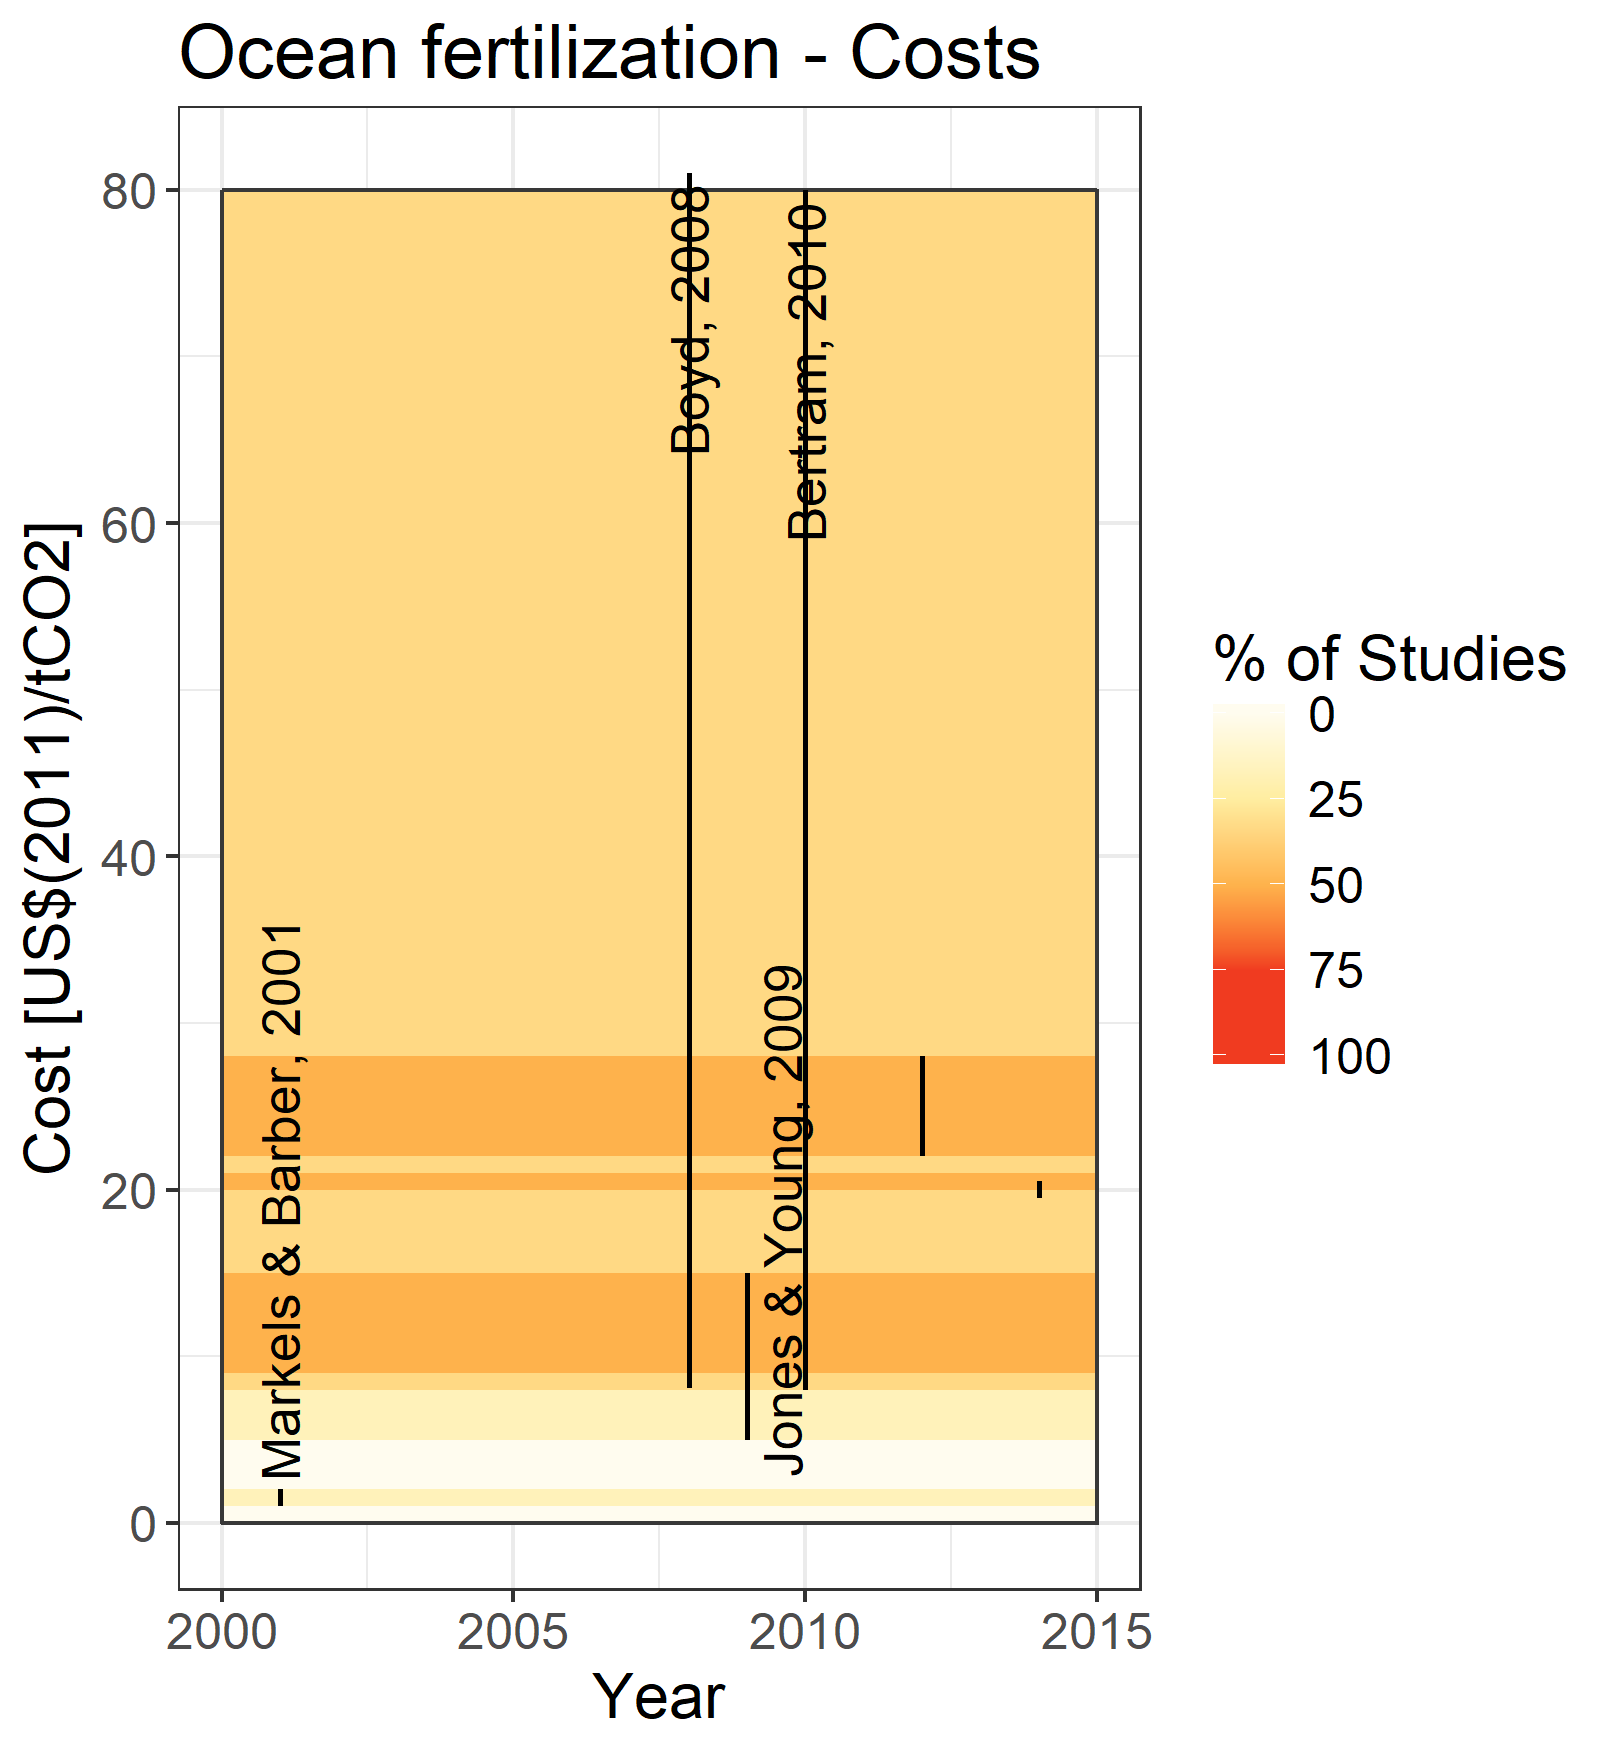 Ocean fertilization - Costs
Cost [US$(2011)/tCO2]
80
60
40
20
0
Markels & Barber, 2001
Boyd, 2008
Jones & Young, 2009
Bertram, 2010
2000
2005
2010
2015
Year
% of Studies
0
25
50
75
100